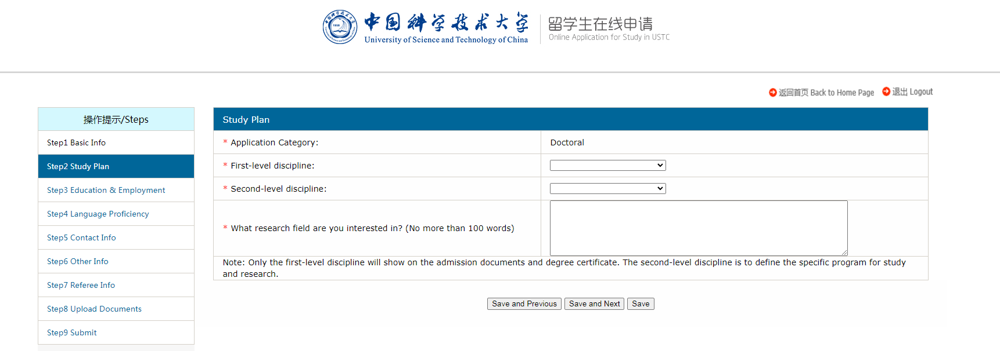 中国科学技术大学
University of Science and Technology of China
留学生在线申请
Online Application for Study in USTC
返回首页 Back to Home Page
退出 Logout
操作提示/Steps
Step1 Basic Info
Step2 Study Plan
Step3 Education & Employment
Step4 Language Proficiency
Step5 Contact Info
Step6 Other Info
Step7 Referee Info
Step8 Upload Documents
Step9 Submit
Study Plan
* Application Category:
Doctoral
* First-level discipline:
* Second-level discipline:
* What research field are you interested in? (No more than 100 words)
Note: Only the first-level discipline will show on the admission documents and degree certificate. The second-level discipline is to define the specific program for study
and research.
Save and Previous
Save and Next
Save